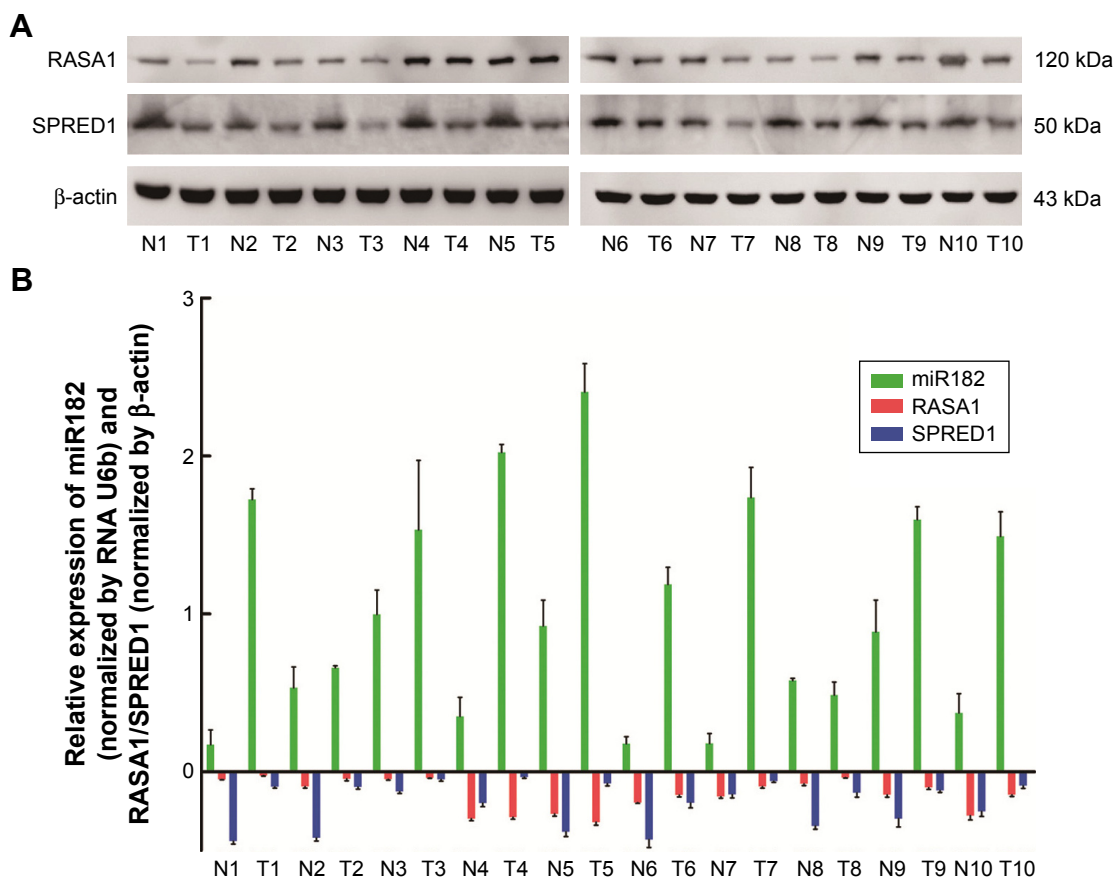 A
RASA1
120 kDa
SPRED1
50 kDa
β-actin
43 kDa
N1 T1 N2 T2 N3 T3 N4 T4 N5 T5 N6 T6 N7 T7 N8 T8 N9 T9 N10 T10
B
Relative expression of miR182
(normalized by RNA U6b) and
RASA1/SPRED1 (normalized by β-actin)
3
2
1
0
miR182
RASA1
SPRED1
N1 T1 N2 T2 N3 T3 N4 T4 N5 T5 N6 T6 N7 T7 N8 T8 N9 T9 N10 T10